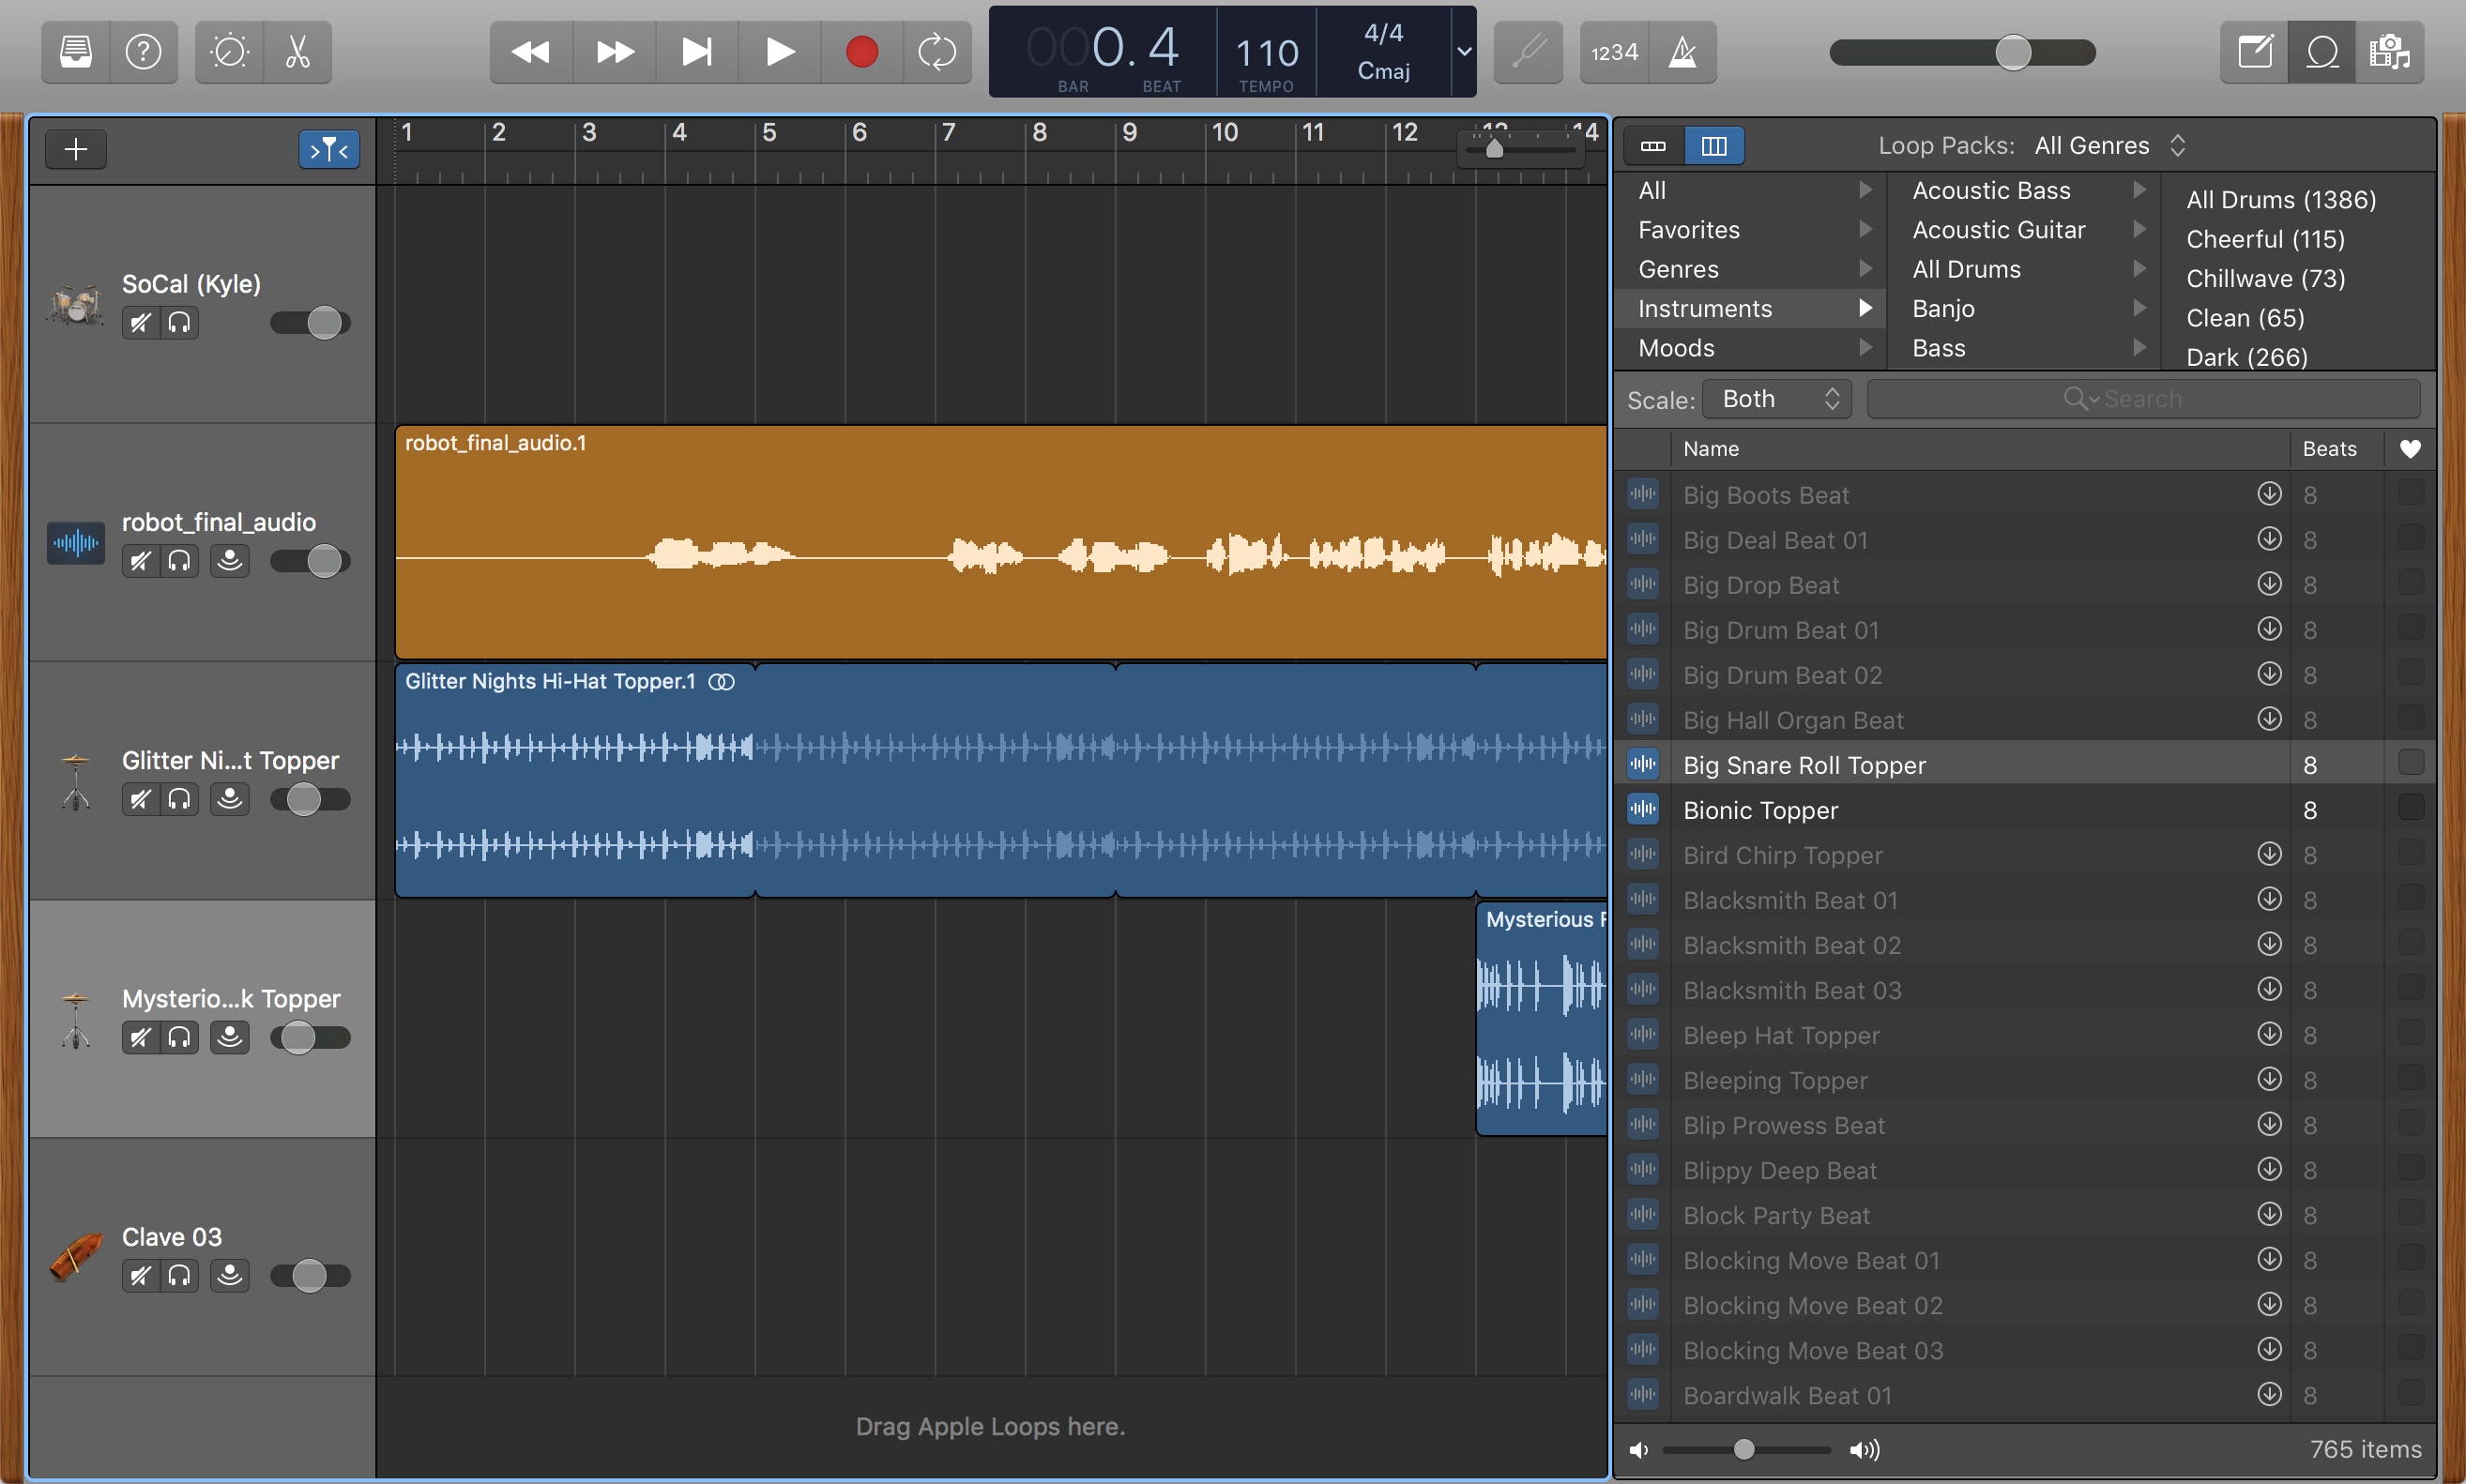 000.4
BAR BEAT
110
TEMPO
4/4
Cmaj
1234
1 2 3 4 5 6 7 8 9 10 11 12 13 14
Loop Packs: All Genres
All
Favorites
Genres
Instruments
Moods
Acoustic Bass
Acoustic Guitar
All Drums
Banjo
Bass
All Drums (1386)
Cheerful (115)
Chillwave (73)
Clean (65)
Dark (266)
Scale: Both
Search
Name Beats
Big Boots Beat 8
Big Deal Beat 01 8
Big Drop Beat 8
Big Drum Beat 01 8
Big Drum Beat 02 8
Big Hall Organ Beat 8
Big Snare Roll Topper 8
Bionic Topper 8
Bird Chirp Topper 8
Blacksmith Beat 01 8
Blacksmith Beat 02 8
Blacksmith Beat 03 8
Bleep Hat Topper 8
Bleeping Topper 8
Blip Prowess Beat 8
Blippy Deep Beat 8
Block Party Beat 8
Blocking Move Beat 01 8
Blocking Move Beat 02 8
Blocking Move Beat 03 8
Boardwalk Beat 01 8
765 items
SoCal (Kyle)
robot_final_audio
robot_final_audio.1
Glitter Ni...t Topper
Glitter Nights Hi-Hat Topper.1
Mysterio...k Topper
Mysterious
Clave 03
Drag Apple Loops here.